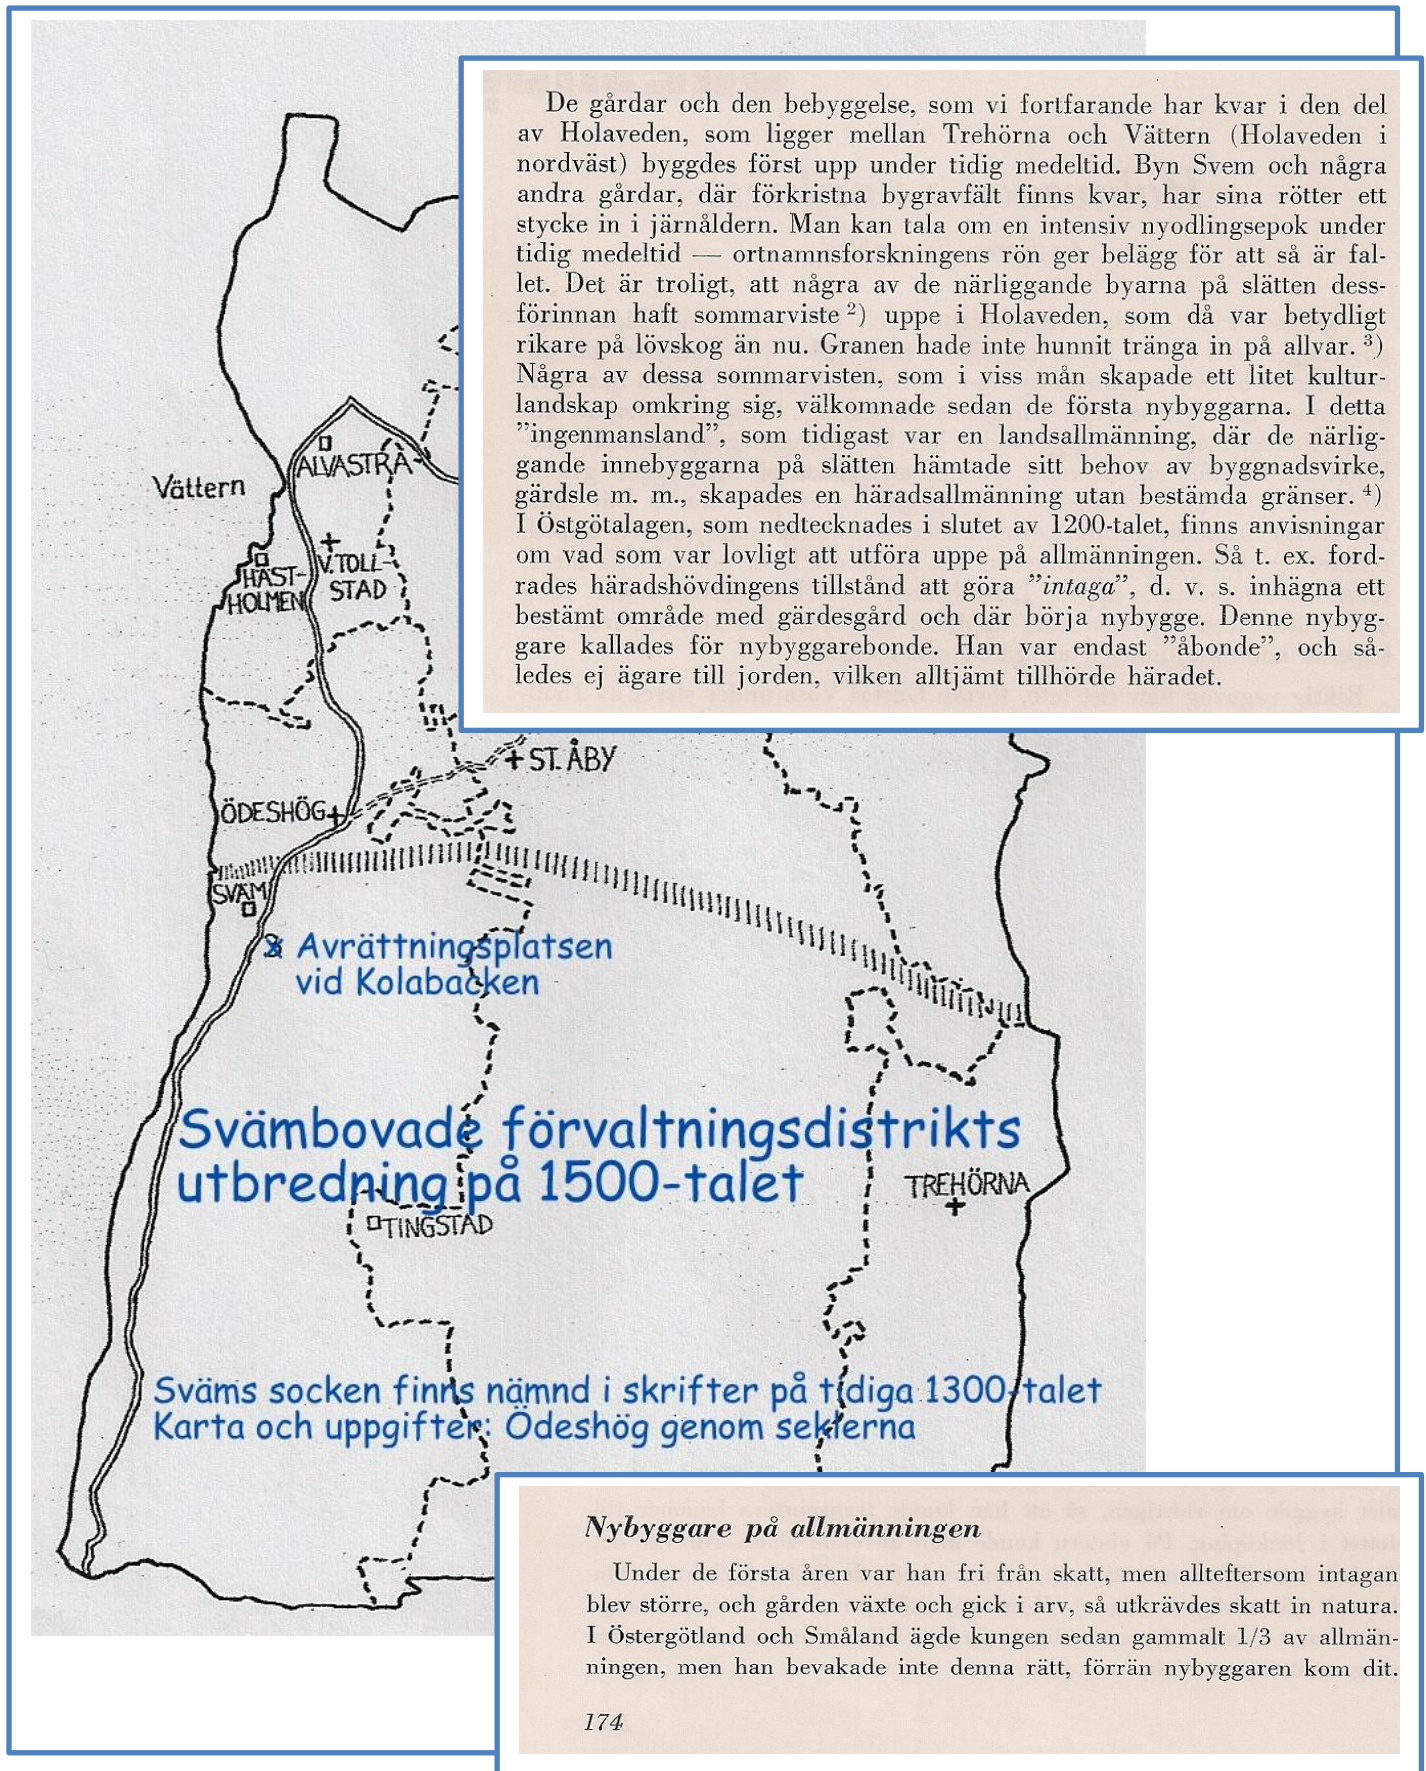 De gårdar och den bebyggelse, som vi fortfarande har kvar i den del
av Holaveden, som ligger mellan Trehörna och Vättern (Holaveden i
nordväst) byggdes först upp under tidig medeltid. Byn Svem och några
andra gårdar, där förkristna bygravfält finns kvar, har sina rötter ett
stycke in i järnåldern. Man kan tala om en intensiv nyodlingsepok under
tidig medeltid — ortnamnsforskningens rön ger belägg för att så är fal-
let. Det är troligt, att några av de närliggande byarna på slätten dess-
förinnan haft sommarviste ²) uppe i Holaveden, som då var betydligt
rikare på lövskog än nu. Granen hade inte hunnit tränga in på allvar. ³)
Några av dessa sommarvisten, som i viss mån skapade ett litet kultur-
landskap omkring sig, välkomnade sedan de första nybyggarna. I detta
”ingenmansland”, som tidigast var en landsallmänning, där de närlig-
gande innebyggarna på slätten hämtade sitt behov av byggnadsvirke,
gärdsle m. m., skapades en häradsallmänning utan bestämda gränser. ⁴)
I Östgötalagen, som nedtecknades i slutet av 1200-talet, finns anvisningar
om vad som var lovligt att utföra uppe på allmänningen. Så t. ex. ford-
rades häradshövdingens tillstånd att göra ”intaga”, d. v. s. inhägna ett
bestämt område med gärdesgård och där börja nybygge. Denne nybyg-
gare kallades för nybyggarebonde. Han var endast ”åbonde”, och så-
ledes ej ägare till jorden, vilken alltjämt tillhörde häradet.
ALVASTRA
Vättern
V. TOLL-
STAD
HÄST-
HOLMEN
ST. ÅBY
ÖDESHÖG
SVÄM
x Avrättningsplatsen
vid Kolabacken
Svämbovade förvaltningsdistrikts
utbredning på 1500-talet
TREHÖRNA
TINGSTAD
Sväms socken finns nämnd i skrifter på tidiga 1300-talet
Karta och uppgifter: Ödeshög genom seklerna
Nybyggare på allmänningen
Under de första åren var han fri från skatt, men allteftersom intagan
blev större, och gården växte och gick i arv, så utkrävdes skatt in natura.
I Östergötland och Småland ägde kungen sedan gammalt 1/3 av allmän-
ningen, men han bevakade inte denna rätt, förrän nybyggaren kom dit.
174